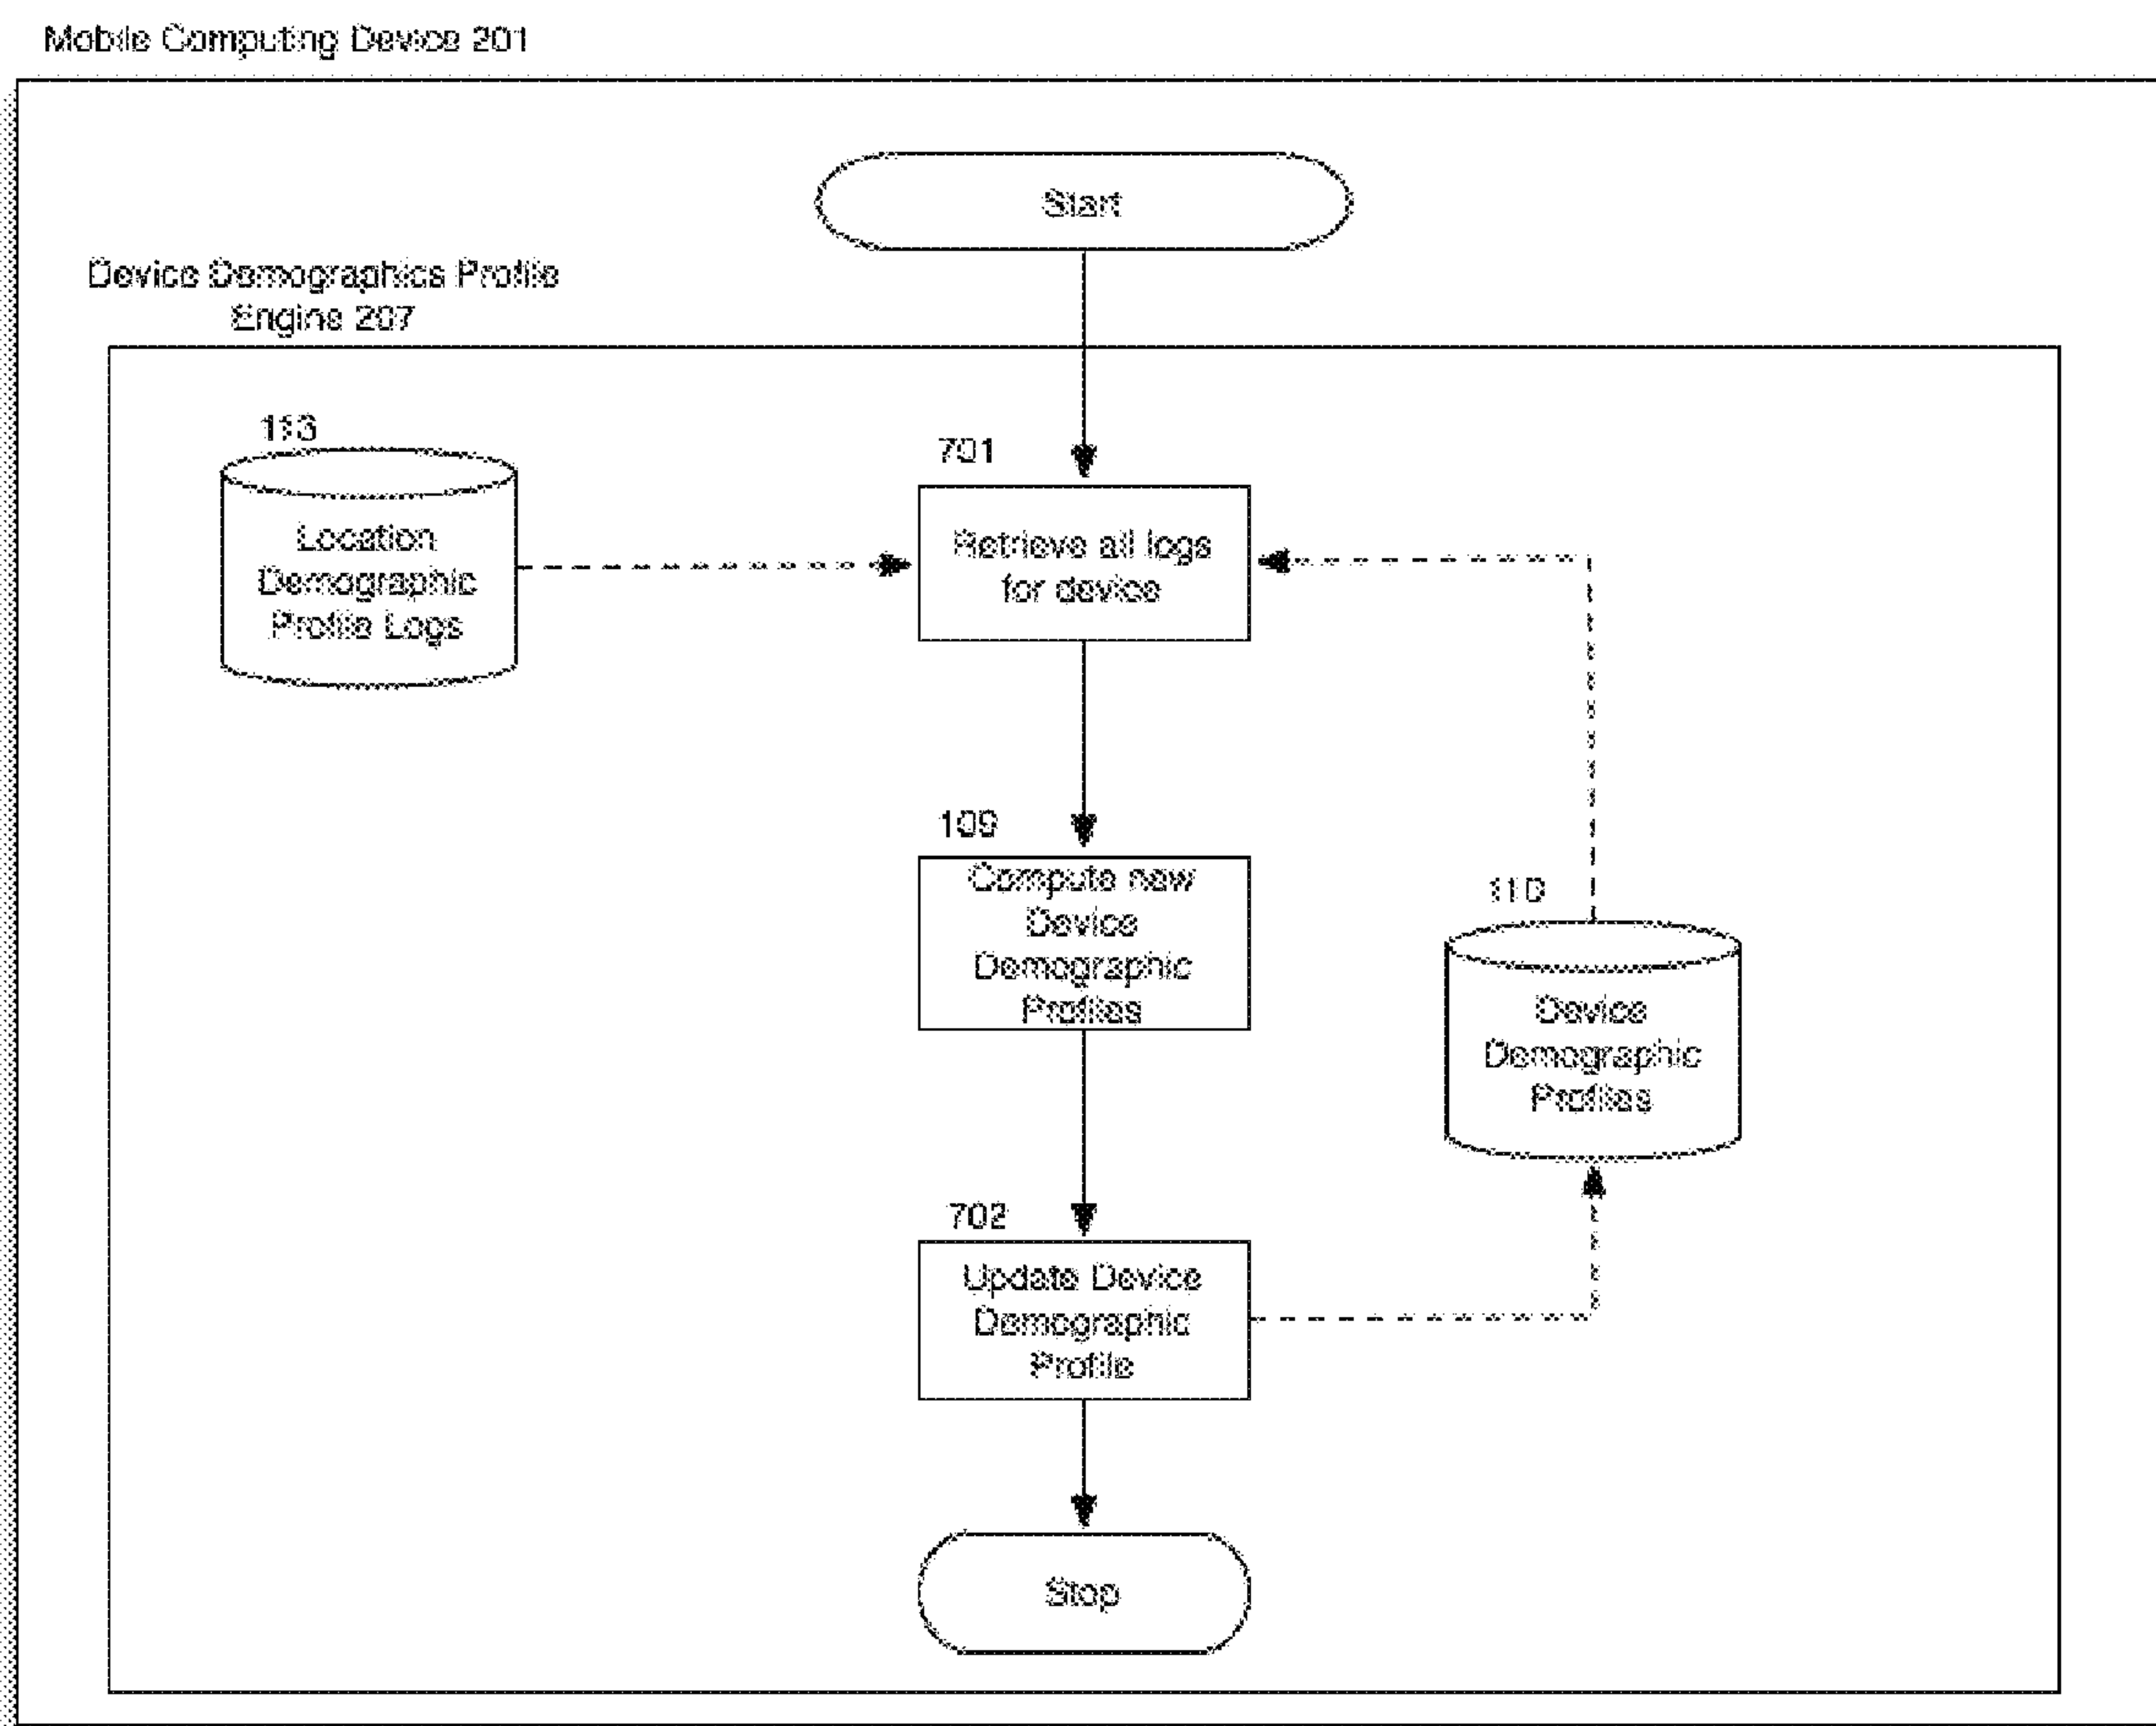 Mobile Computing Device 201
Start
Device Demographics Profile
Engine 207
113
Location
Demographic
Profile Logs
701
Retrieve all logs
for device
109
Compute new
Device
Demographic
Profiles
110
Device
Demographic
Profiles
702
Update Device
Demographic
Profile
Stop